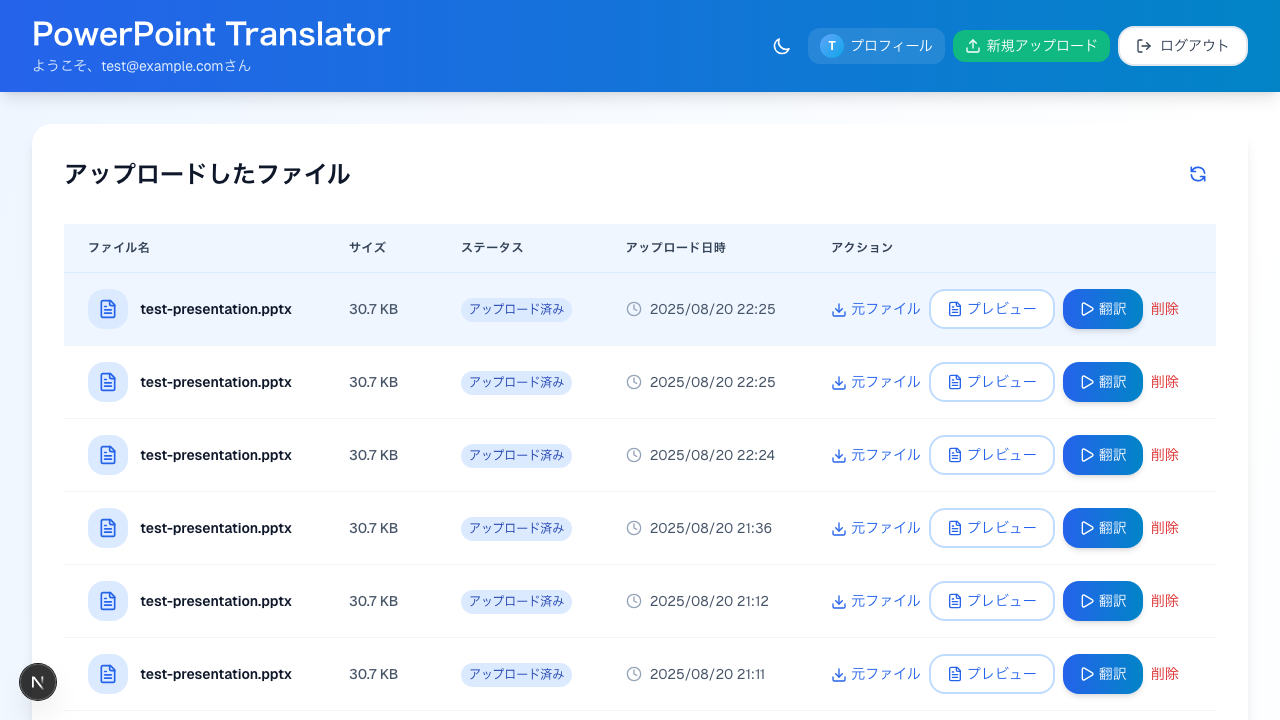 PowerPoint Translator
ようこそ、test@example.comさん
T プロフィール 新規アップロード ログアウト
アップロードしたファイル
ファイル名 サイズ ステータス アップロード日時 アクション
test-presentation.pptx 30.7 KB アップロード済み 2025/08/20 22:25 元ファイル プレビュー 翻訳 削除
test-presentation.pptx 30.7 KB アップロード済み 2025/08/20 22:25 元ファイル プレビュー 翻訳 削除
test-presentation.pptx 30.7 KB アップロード済み 2025/08/20 22:24 元ファイル プレビュー 翻訳 削除
test-presentation.pptx 30.7 KB アップロード済み 2025/08/20 21:36 元ファイル プレビュー 翻訳 削除
test-presentation.pptx 30.7 KB アップロード済み 2025/08/20 21:12 元ファイル プレビュー 翻訳 削除
test-presentation.pptx 30.7 KB アップロード済み 2025/08/20 21:11 元ファイル プレビュー 翻訳 削除
N